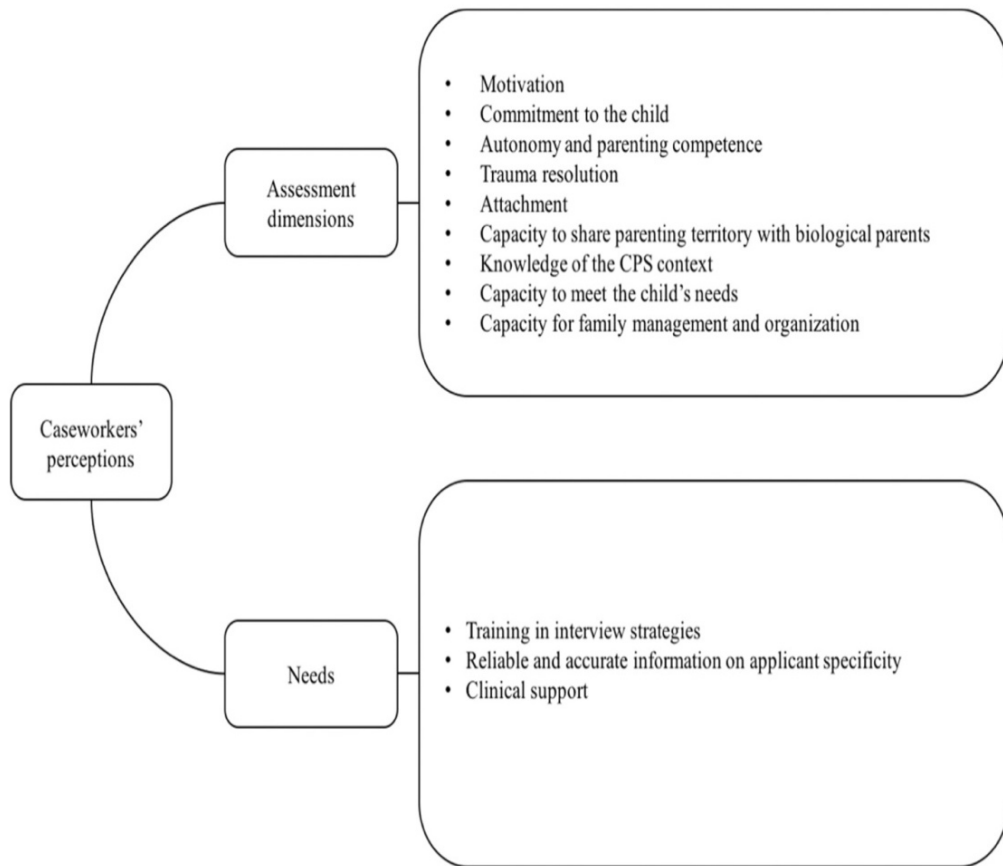 Caseworkers’
perceptions
Assessment
dimensions
• Motivation
• Commitment to the child
• Autonomy and parenting competence
• Trauma resolution
• Attachment
• Capacity to share parenting territory with biological parents
• Knowledge of the CPS context
• Capacity to meet the child’s needs
• Capacity for family management and organization
Needs
• Training in interview strategies
• Reliable and accurate information on applicant specificity
• Clinical support